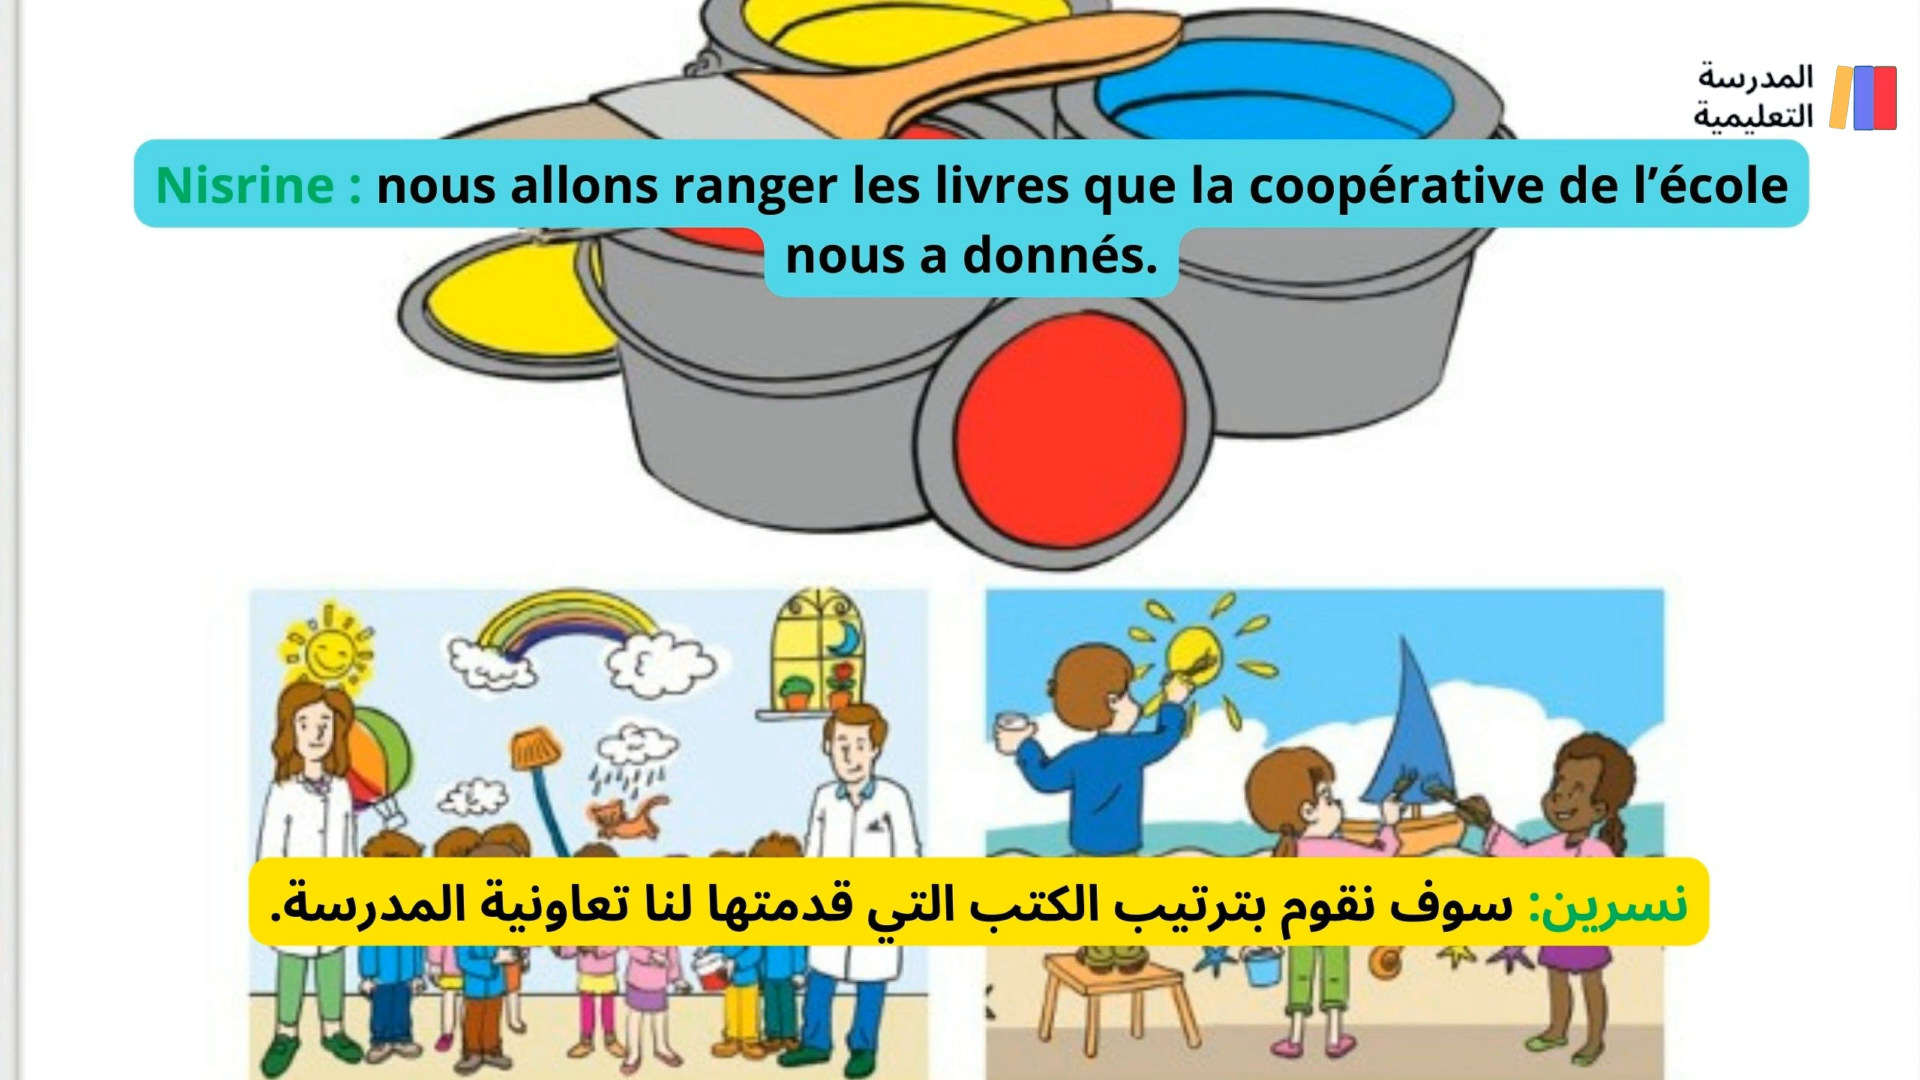 المدرسة
التعليمية
Nisrine : nous allons ranger les livres que la coopérative de l’école
nous a donnés.
نسرين: سوف نقوم بترتيب الكتب التي قدمتها لنا تعاونية المدرسة.